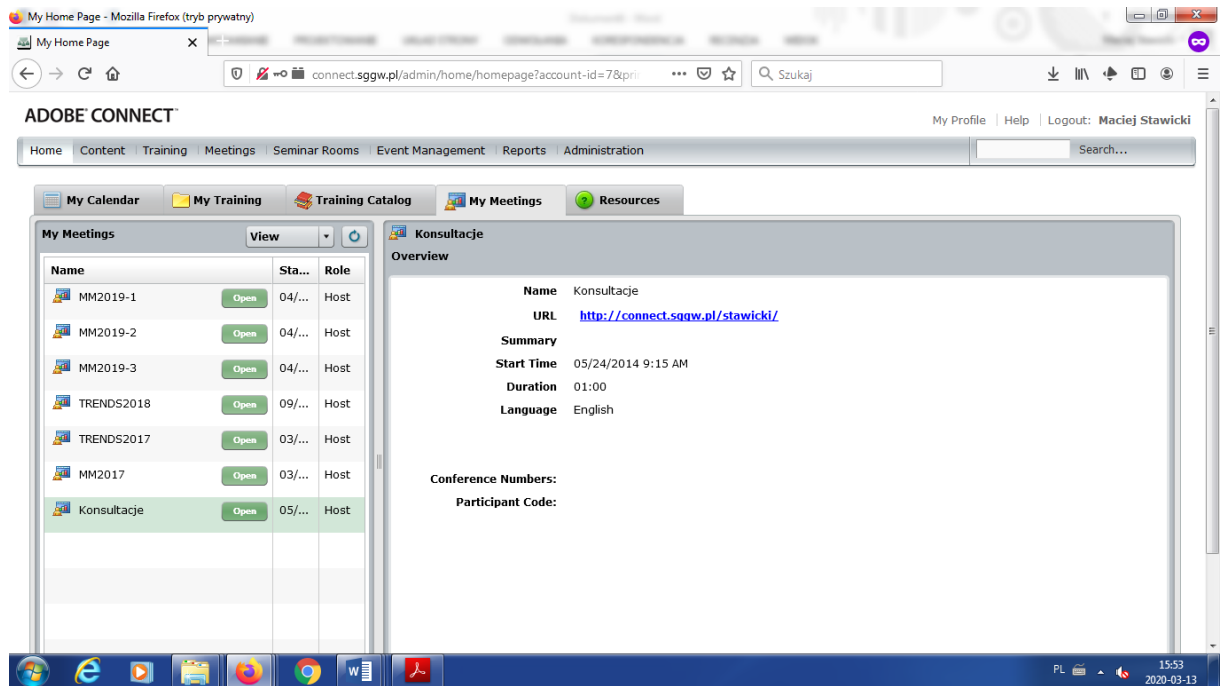 My Home Page - Mozilla Firefox (tryb prywatny)
My Home Page
connect.sggw.pl/admin/home/homepage?account-id=7&pri
Szukaj
ADOBE® CONNECT™
My Profile | Help | Logout: Maciej Stawicki
Home Content Training Meetings Seminar Rooms Event Management Reports Administration Search...
My Calendar My Training Training Catalog My Meetings Resources
My Meetings View
Konsultacje
Overview
Name Sta... Role
MM2019-1 Open 04/... Host
MM2019-2 Open 04/... Host
MM2019-3 Open 04/... Host
TRENDS2018 Open 09/... Host
TRENDS2017 Open 03/... Host
MM2017 Open 03/... Host
Konsultacje Open 05/... Host
Name Konsultacje
URL http://connect.sggw.pl/stawicki/
Summary
Start Time 05/24/2014 9:15 AM
Duration 01:00
Language English
Conference Numbers:
Participant Code:
PL
15:53
2020-03-13